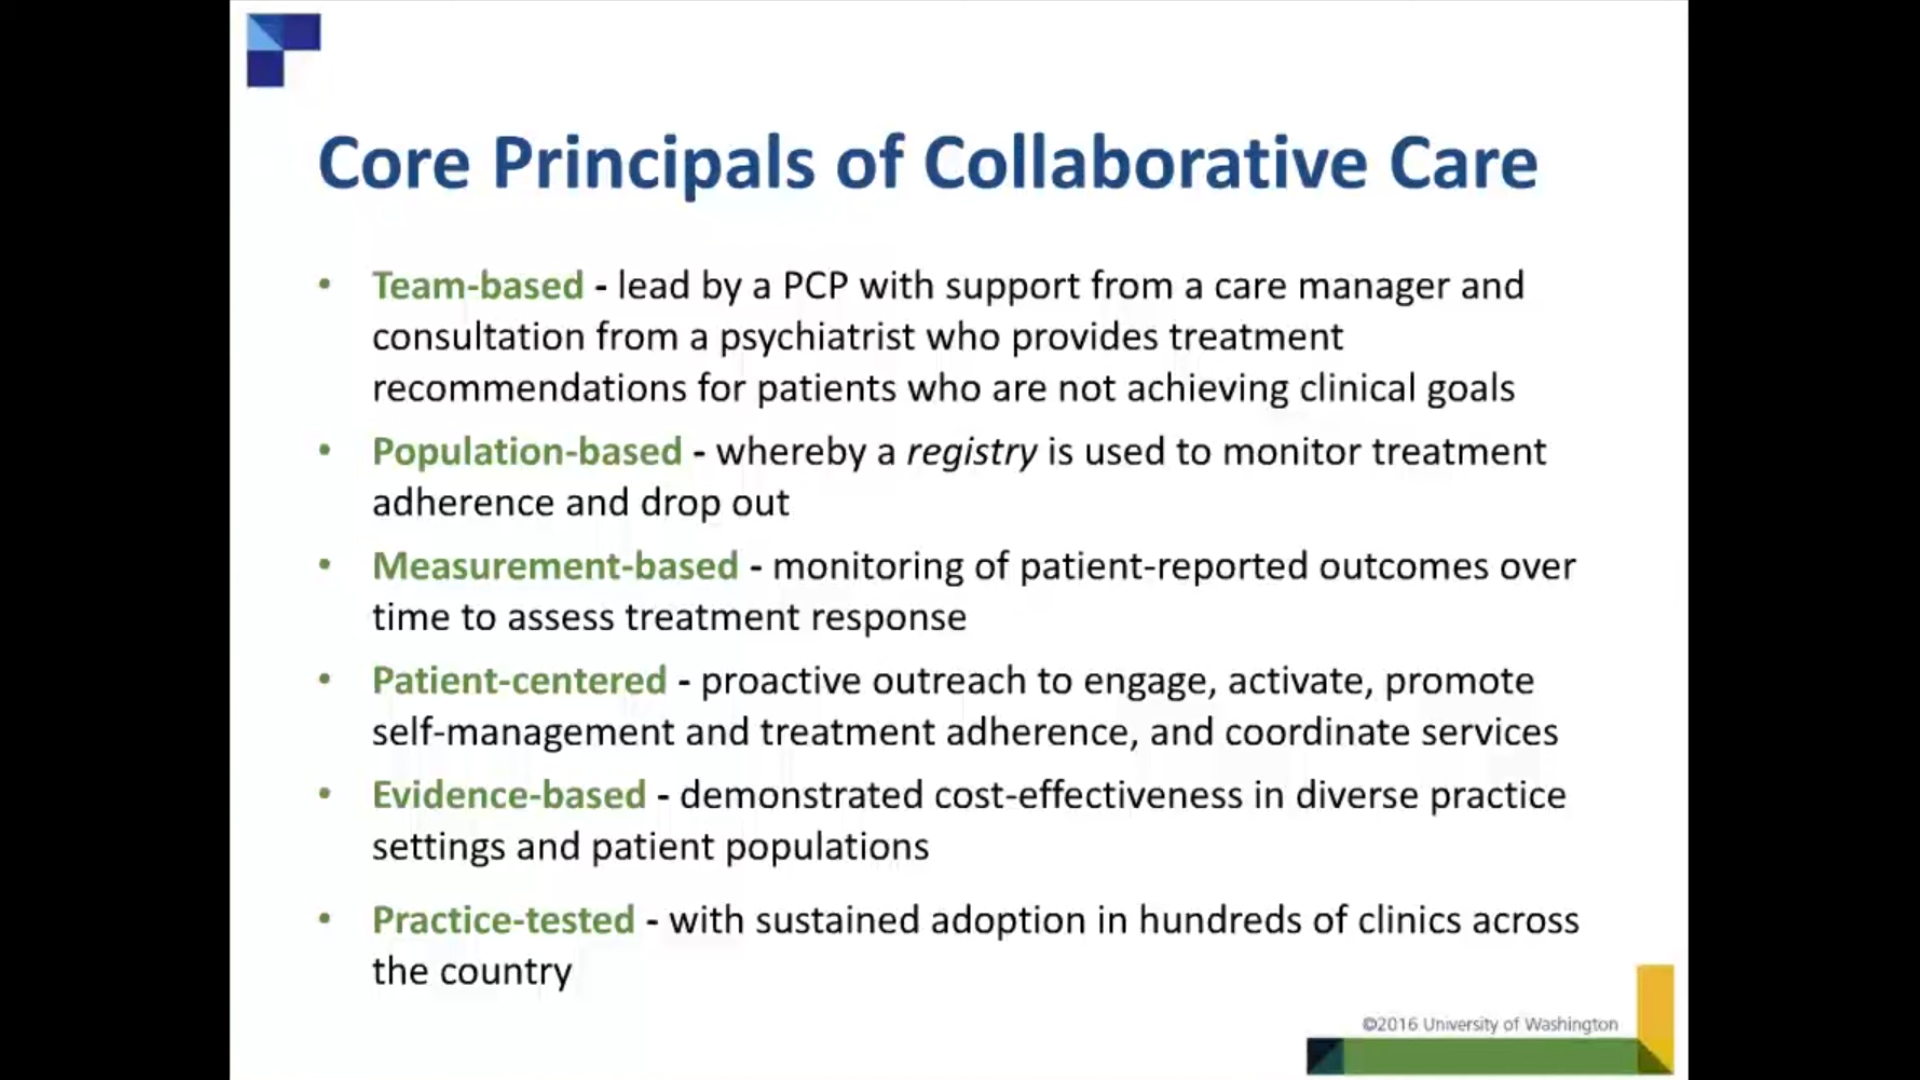 Core Principals of Collaborative Care
• Team-based - lead by a PCP with support from a care manager and
consultation from a psychiatrist who provides treatment
recommendations for patients who are not achieving clinical goals
• Population-based - whereby a registry is used to monitor treatment
adherence and drop out
• Measurement-based - monitoring of patient-reported outcomes over
time to assess treatment response
• Patient-centered - proactive outreach to engage, activate, promote
self-management and treatment adherence, and coordinate services
• Evidence-based - demonstrated cost-effectiveness in diverse practice
settings and patient populations
• Practice-tested - with sustained adoption in hundreds of clinics across
the country
©2016 University of Washington